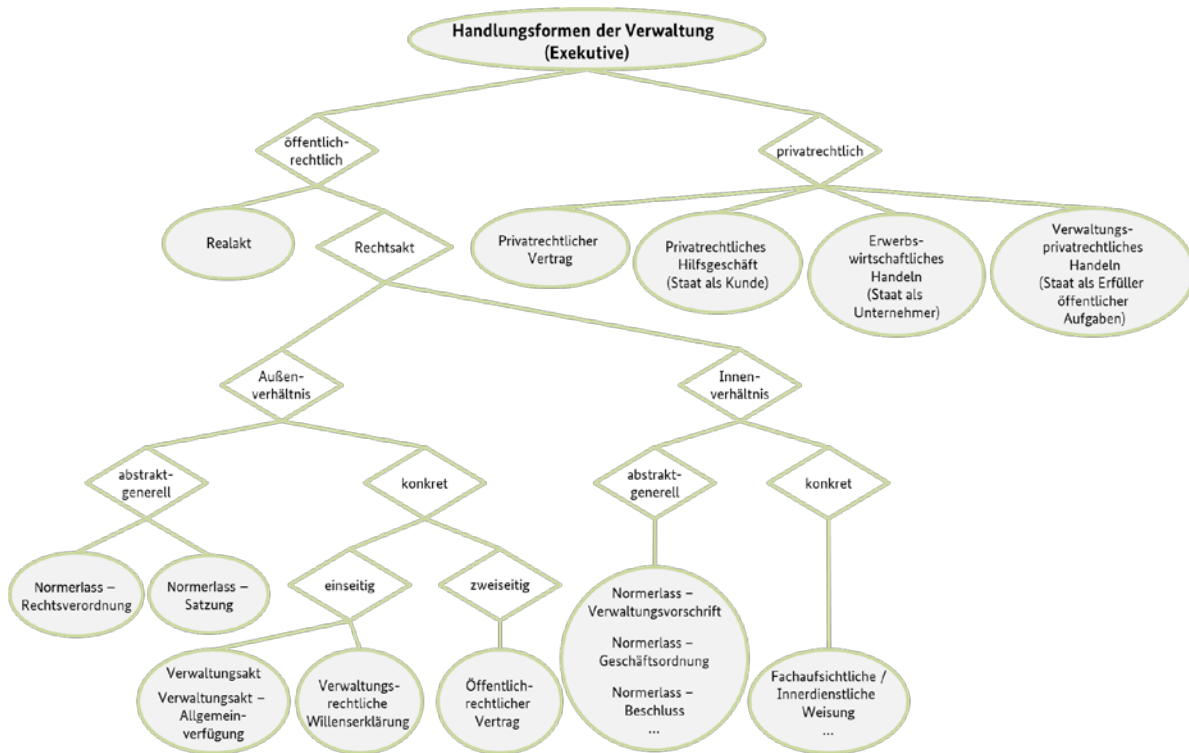 Handlungsformen der Verwaltung
(Exekutive)
öffentlich-
rechtlich
privatrechtlich
Realakt
Rechtsakt
Privatrechtlicher
Vertrag
Privatrechtliches
Hilfsgeschäft
(Staat als Kunde)
Erwerbs-
wirtschaftliches
Handeln
(Staat als
Unternehmer)
Verwaltungs-
privatrechtliches
Handeln
(Staat als Erfüller
öffentlicher
Aufgaben)
Außen-
verhältnis
Innen-
verhältnis
abstrakt-
generell
konkret
abstrakt-
generell
konkret
Normerlass –
Rechtsverordnung
Normerlass –
Satzung
einseitig
zweiseitig
Normerlass –
Verwaltungsvorschrift
Normerlass –
Geschäftsordnung
Normerlass –
Beschluss
...
Verwaltungsakt
Verwaltungsakt –
Allgemein-
verfügung
Verwaltungs-
rechtliche
Willenserklärung
Öffentlich-
rechtlicher
Vertrag
Fachaufsichtliche /
Innerdienstliche
Weisung
...